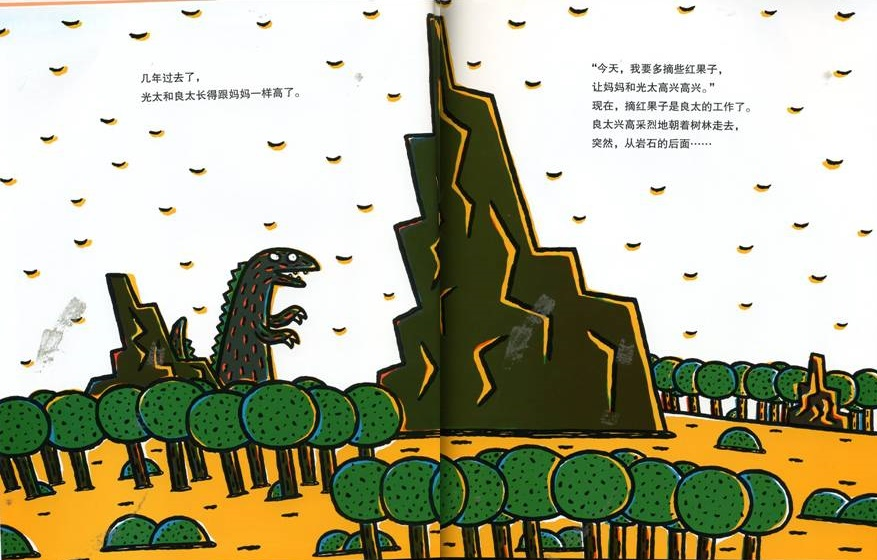 几年过去了，
光太和良太长得跟妈妈一样高了。
“今天，我要多摘些红果子，
让妈妈和光太高兴高兴。”
现在，摘红果子是良太的工作了。
良太兴高采烈地朝着树林走去，
突然，从岩石的后面……